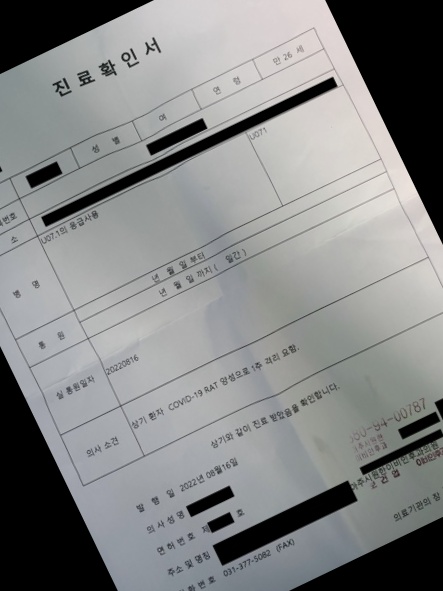 진료확인서
성 별 여 연 령 만 26 세
번호
소
병 명 U07.1의 응급사용 U071
통 원 년 월 일 부터
년 월 일 까지 ( 일간 )
실 통원일자 20220816
의사 소견 상기 환자 COVID-19 RAT 양성으로 1주 격리 요함.
상기와 같이 진료 받았음을 확인합니다.
발 행 일 2022년 08월16일
의 사 성 명
면 허 번 호 제 호
주소 및 명칭
화 번 호 031-377-5082 (FAX)
의료기관의 장